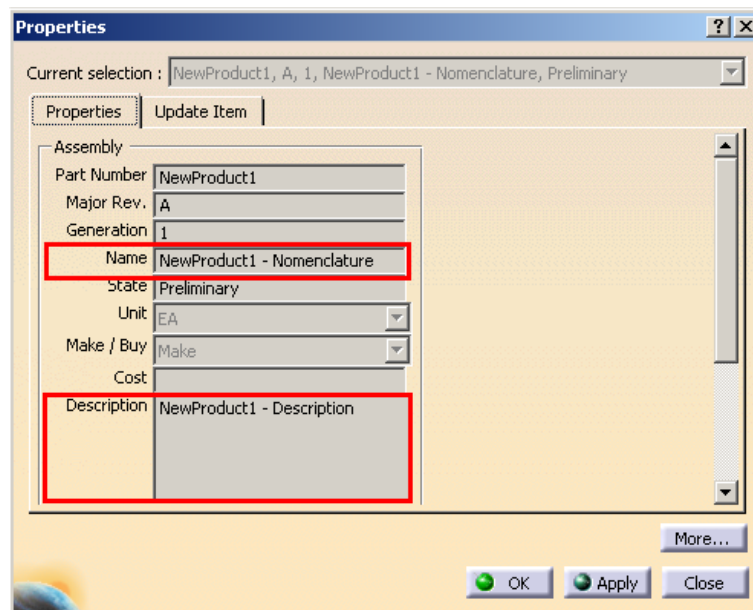 Properties
? X
Current selection : NewProduct1, A, 1, NewProduct1 - Nomenclature, Preliminary
Properties Update Item
Assembly
Part Number NewProduct1
Major Rev. A
Generation 1
Name NewProduct1 - Nomenclature
State Preliminary
Unit EA
Make / Buy Make
Cost
Description NewProduct1 - Description
More...
OK Apply Close